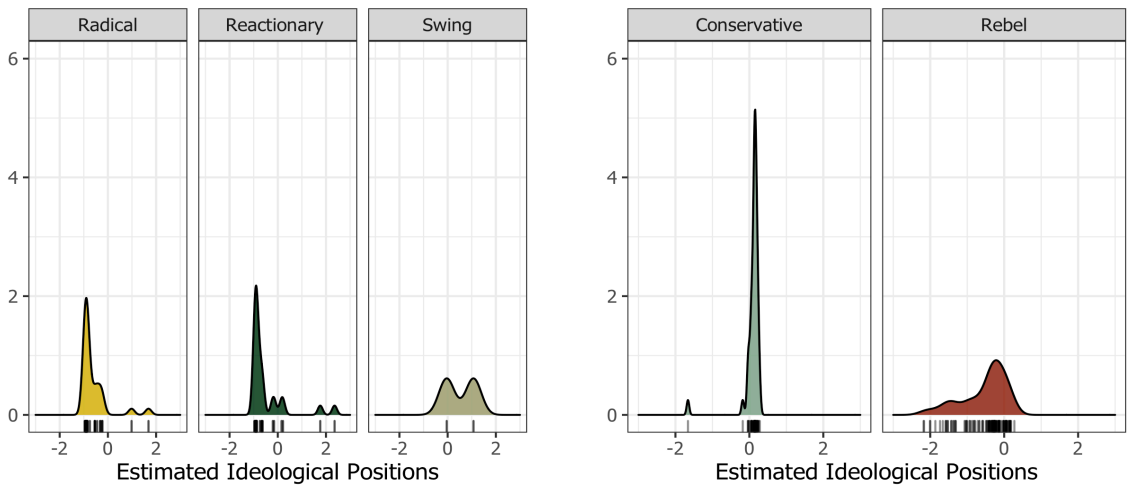 Radical Reactionary Swing Conservative Rebel
6 6
4 4
2 2
0 0
-2 0 2 -2 0 2 -2 0 2 -2 0 2 -2 0 2
Estimated Ideological Positions Estimated Ideological Positions